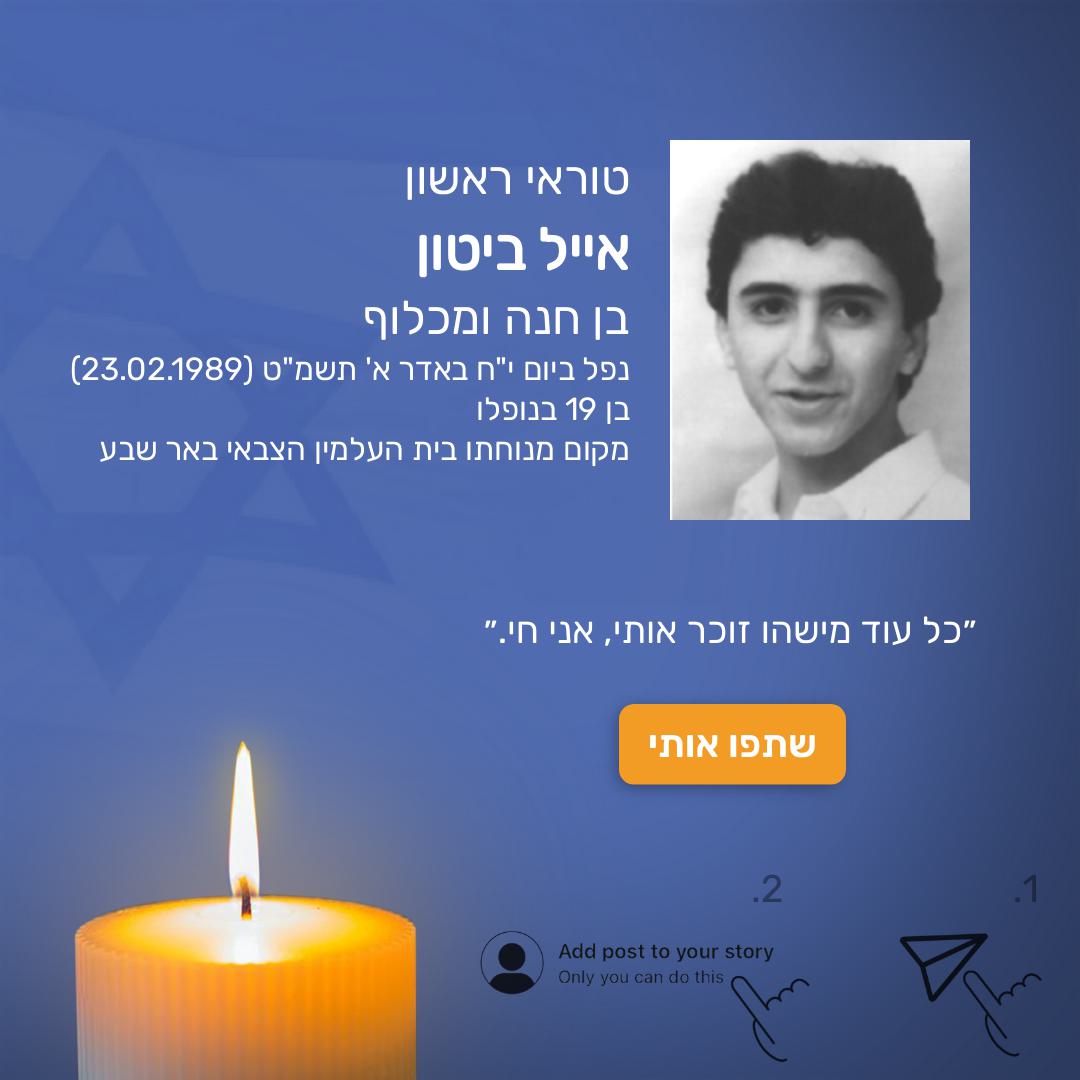 טוראי ראשון
אייל ביטון
בן חנה ומכלוף
נפל ביום י"ח באדר א' תשמ"ט (23.02.1989)
בן 19 בנופלו
מקום מנוחתו בית העלמין הצבאי באר שבע
״כל עוד מישהו זוכר אותי, אני חי.״
שתפו אותי
.1
.2
Add post to your story
Only you can do this